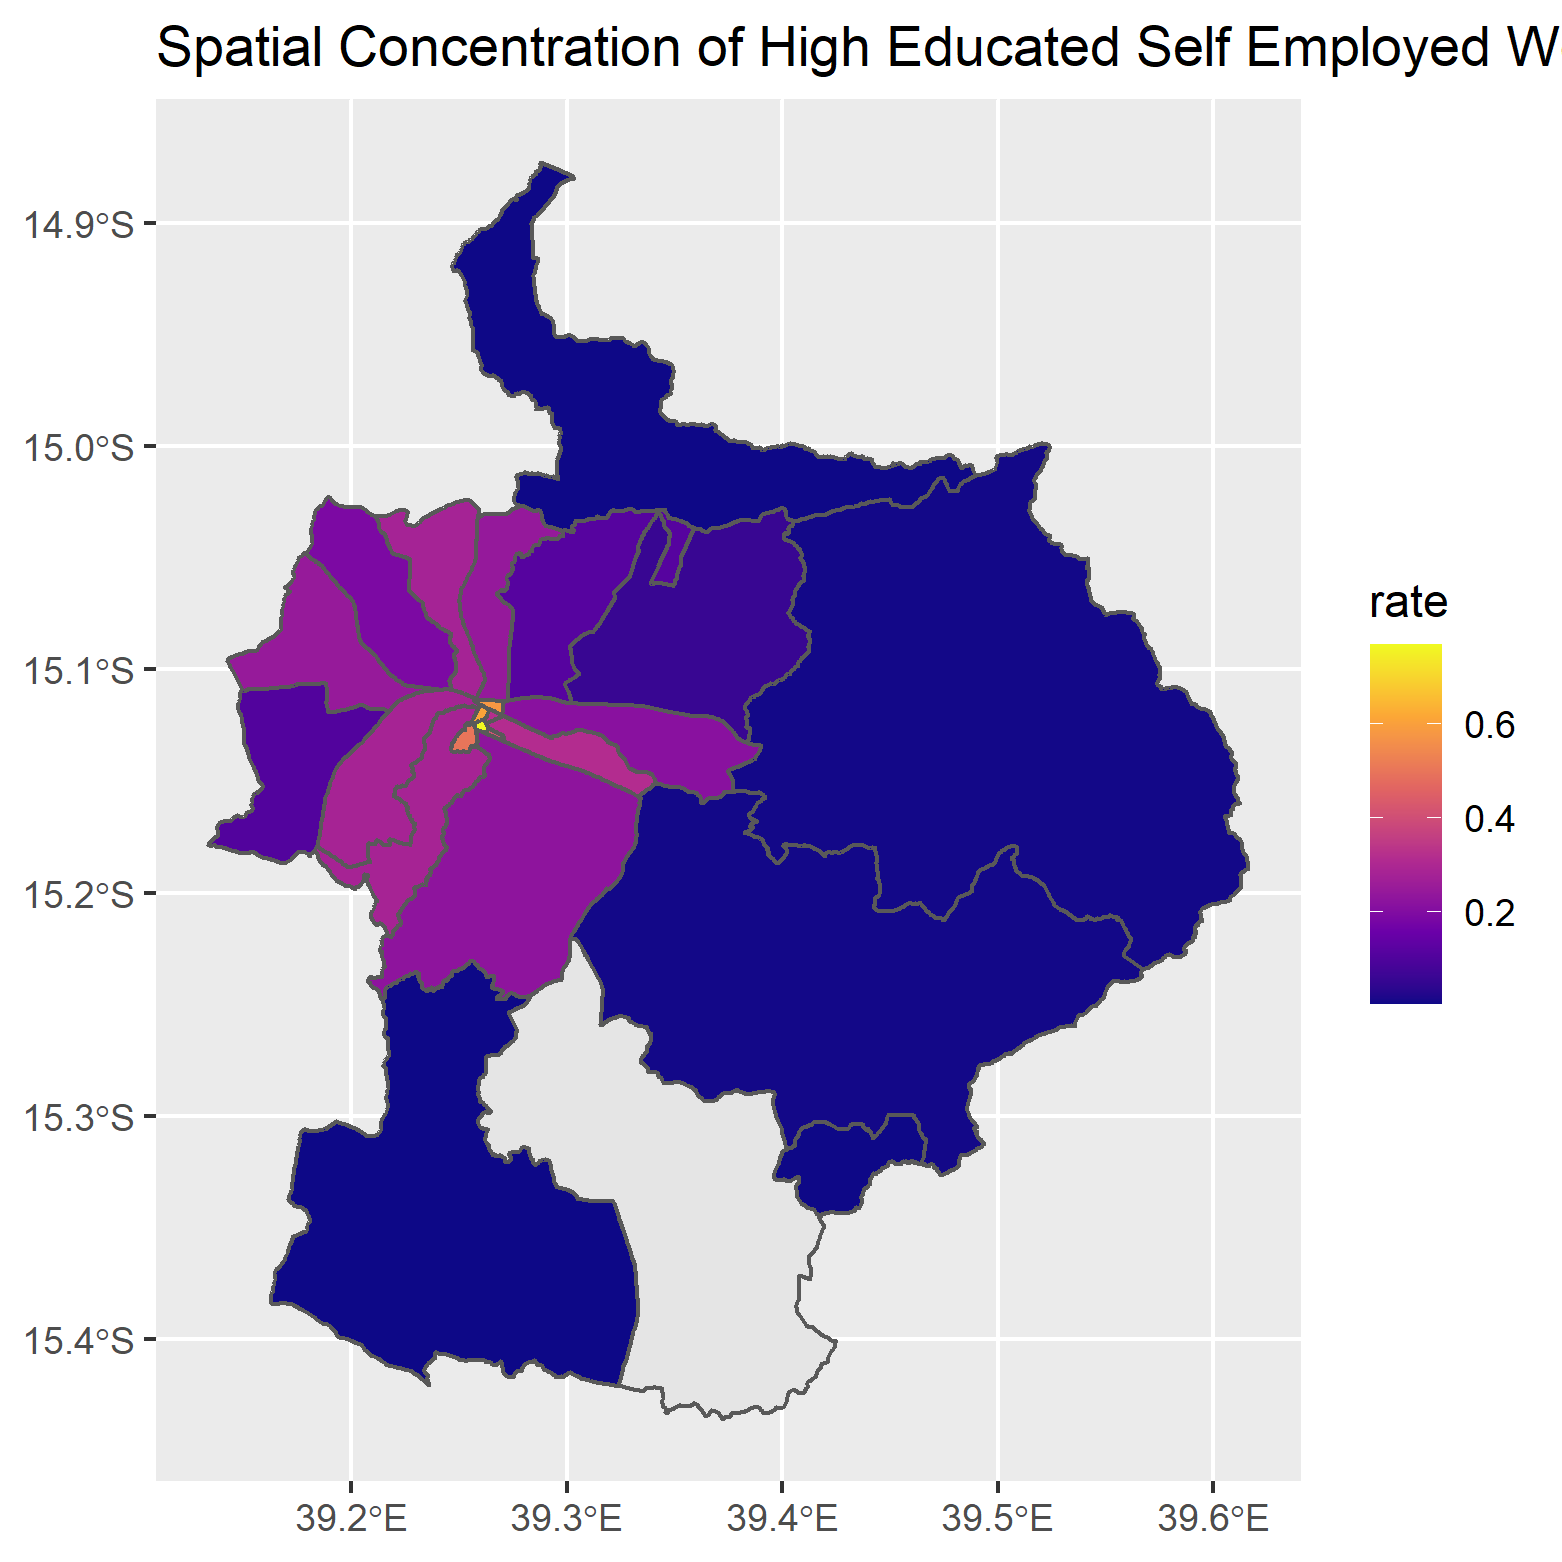 Spatial Concentration of High Educated Self Employed W
14.9°S
15.0°S
15.1°S
15.2°S
15.3°S
15.4°S
39.2°E
39.3°E
39.4°E
39.5°E
39.6°E
rate
0.6
0.4
0.2